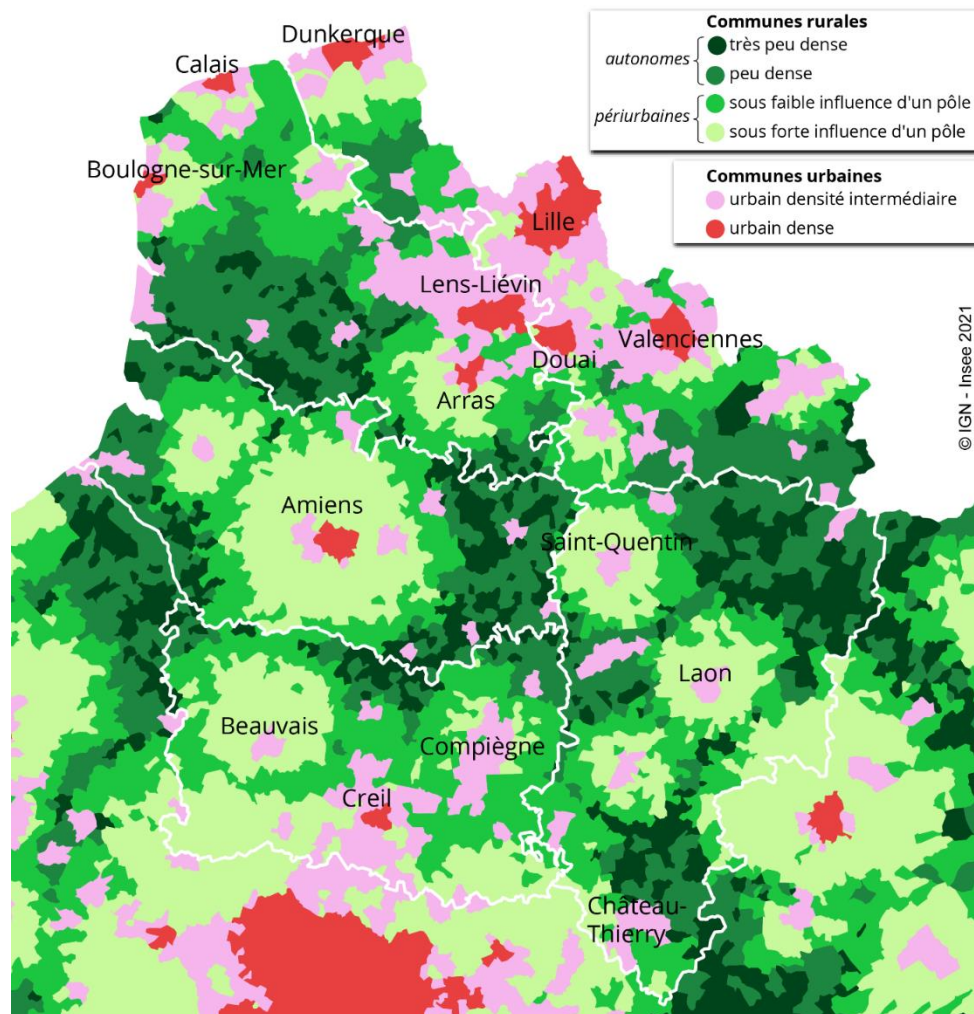 Communes rurales
autonomes
très peu dense
peu dense
périurbaines
sous faible influence d'un pôle
sous forte influence d'un pôle
Communes urbaines
urbain densité intermédiaire
urbain dense
Dunkerque
Calais
Boulogne-sur-Mer
Lille
Lens-Liévin
Valenciennes
Douai
Arras
Amiens
Saint-Quentin
Laon
Beauvais
Compiègne
Creil
Château-
Thierry
© IGN - Insee 2021